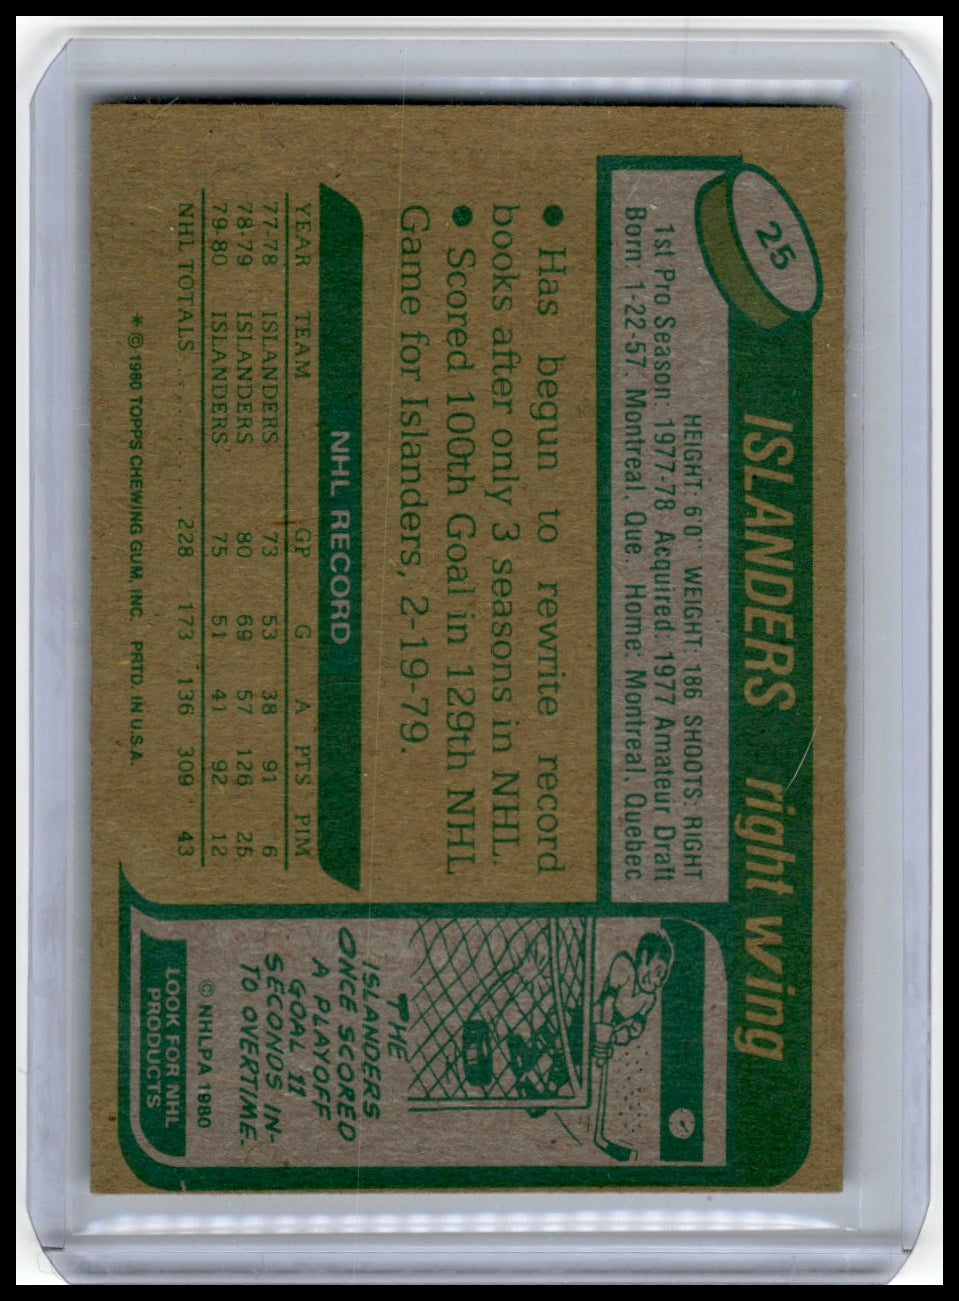 25
ISLANDERS right wing
HEIGHT: 6'0" WEIGHT: 186 SHOOTS: RIGHT
1st Pro Season: 1977-78 Acquired: 1977 Amateur Draft
Born: 1-22-57, Montreal, Que. Home: Montreal, Quebec
● Has begun to rewrite record
books after only 3 seasons in NHL.
● Scored 100th Goal in 129th NHL
Game for Islanders, 2-19-79.
NHL RECORD
YEAR TEAM GP G A PTS PIM
77-78 ISLANDERS 73 53 38 91 6
78-79 ISLANDERS 80 69 57 126 25
79-80 ISLANDERS 75 51 41 92 12
NHL TOTALS ........... 228 173 136 309 43
* © 1980 TOPPS CHEWING GUM, INC. PRTD. IN U.S.A.
THE
ISLANDERS
ONCE SCORED
A PLAYOFF
GOAL 11
SECONDS IN-
TO OVERTIME.
© NHLPA 1980
LOOK FOR NHL
PRODUCTS